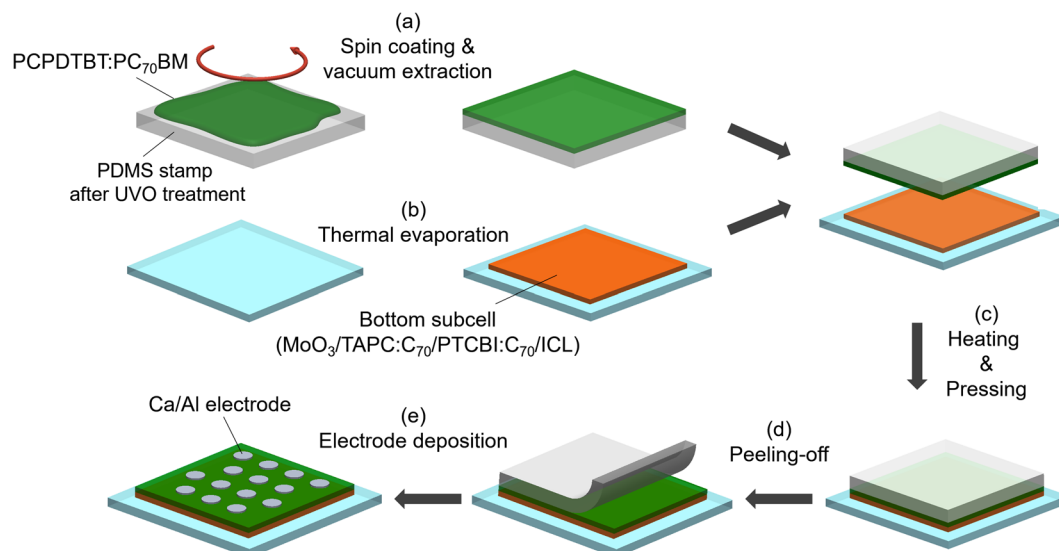 (a)
Spin coating &
vacuum extraction
PCPDTBT:PC₇₀BM
PDMS stamp
after UVO treatment
(b)
Thermal evaporation
Bottom subcell
(MoO₃/TAPC:C₇₀/PTCBI:C₇₀/ICL)
(c)
Heating
&
Pressing
(d)
Peeling-off
(e)
Electrode deposition
Ca/Al electrode